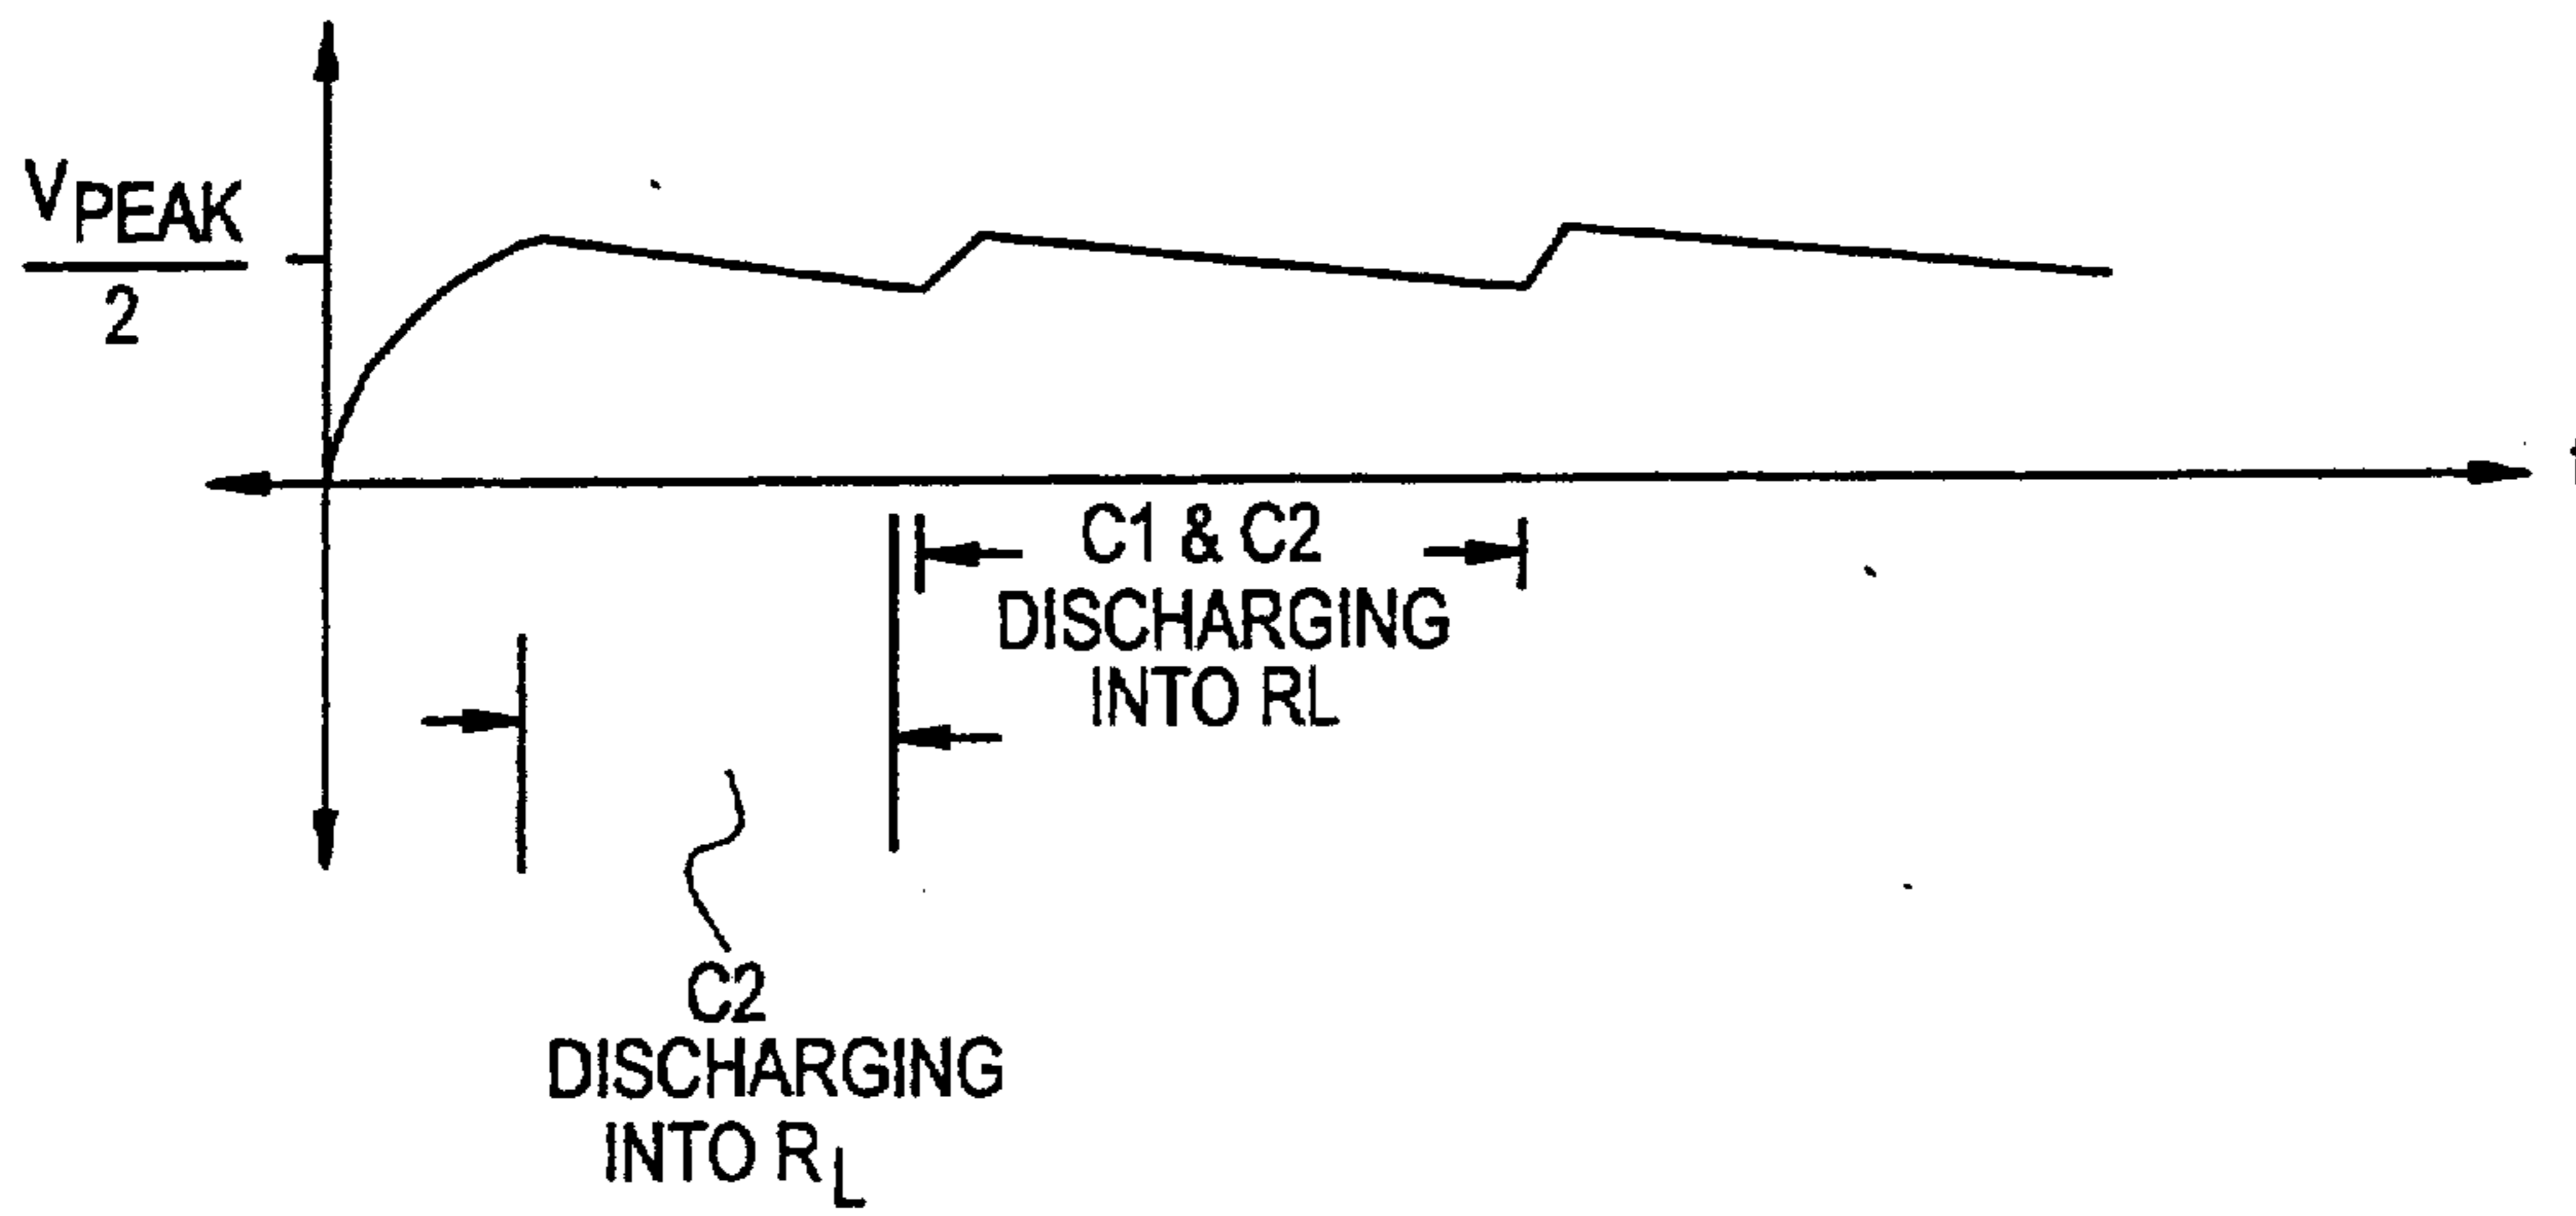 VPEAK
2
C1 & C2
DISCHARGING
INTO RL
C2
DISCHARGING
INTO RL